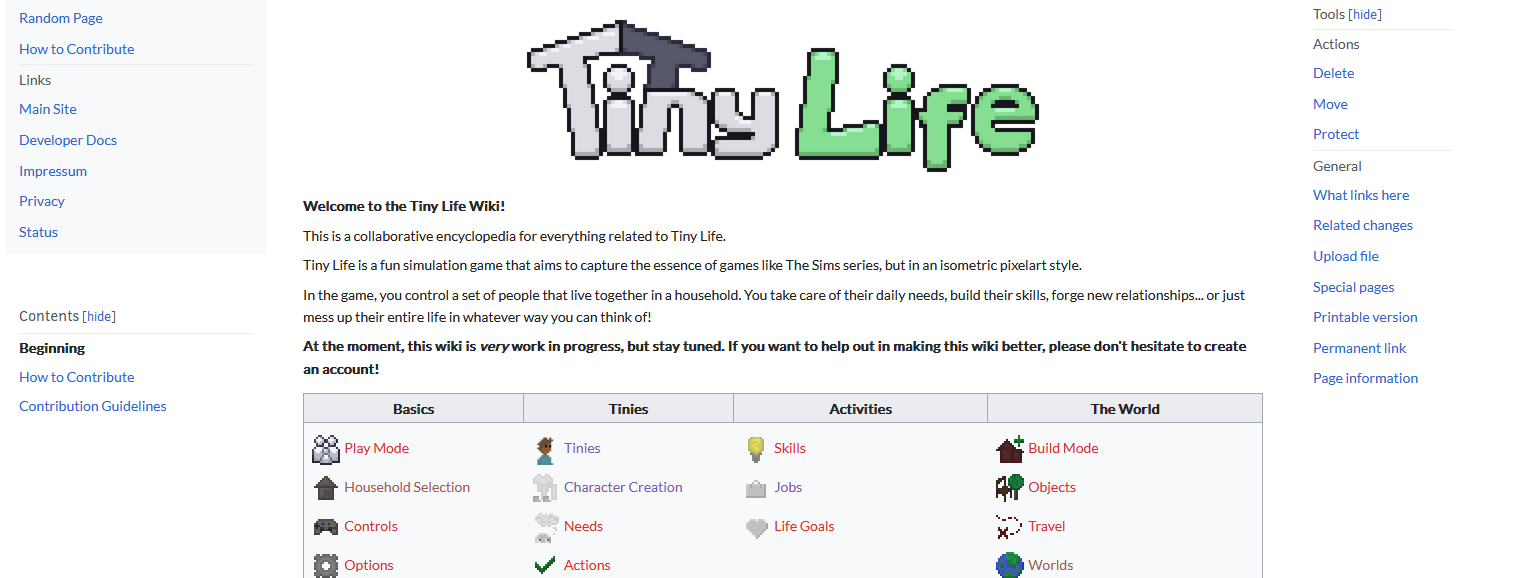 Random Page
How to Contribute
Links
Main Site
Developer Docs
Impressum
Privacy
Status
Contents [hide]
Beginning
How to Contribute
Contribution Guidelines
Tiny Life
Welcome to the Tiny Life Wiki!
This is a collaborative encyclopedia for everything related to Tiny Life.
Tiny Life is a fun simulation game that aims to capture the essence of games like The Sims series, but in an isometric pixelart style.
In the game, you control a set of people that live together in a household. You take care of their daily needs, build their skills, forge new relationships... or just
mess up their entire life in whatever way you can think of!
At the moment, this wiki is very work in progress, but stay tuned. If you want to help out in making this wiki better, please don't hesitate to create
an account!
Basics Tinies Activities The World
Play Mode Tinies Skills Build Mode
Household Selection Character Creation Jobs Objects
Controls Needs Life Goals Travel
Options Actions Worlds
Tools [hide]
Actions
Delete
Move
Protect
General
What links here
Related changes
Upload file
Special pages
Printable version
Permanent link
Page information